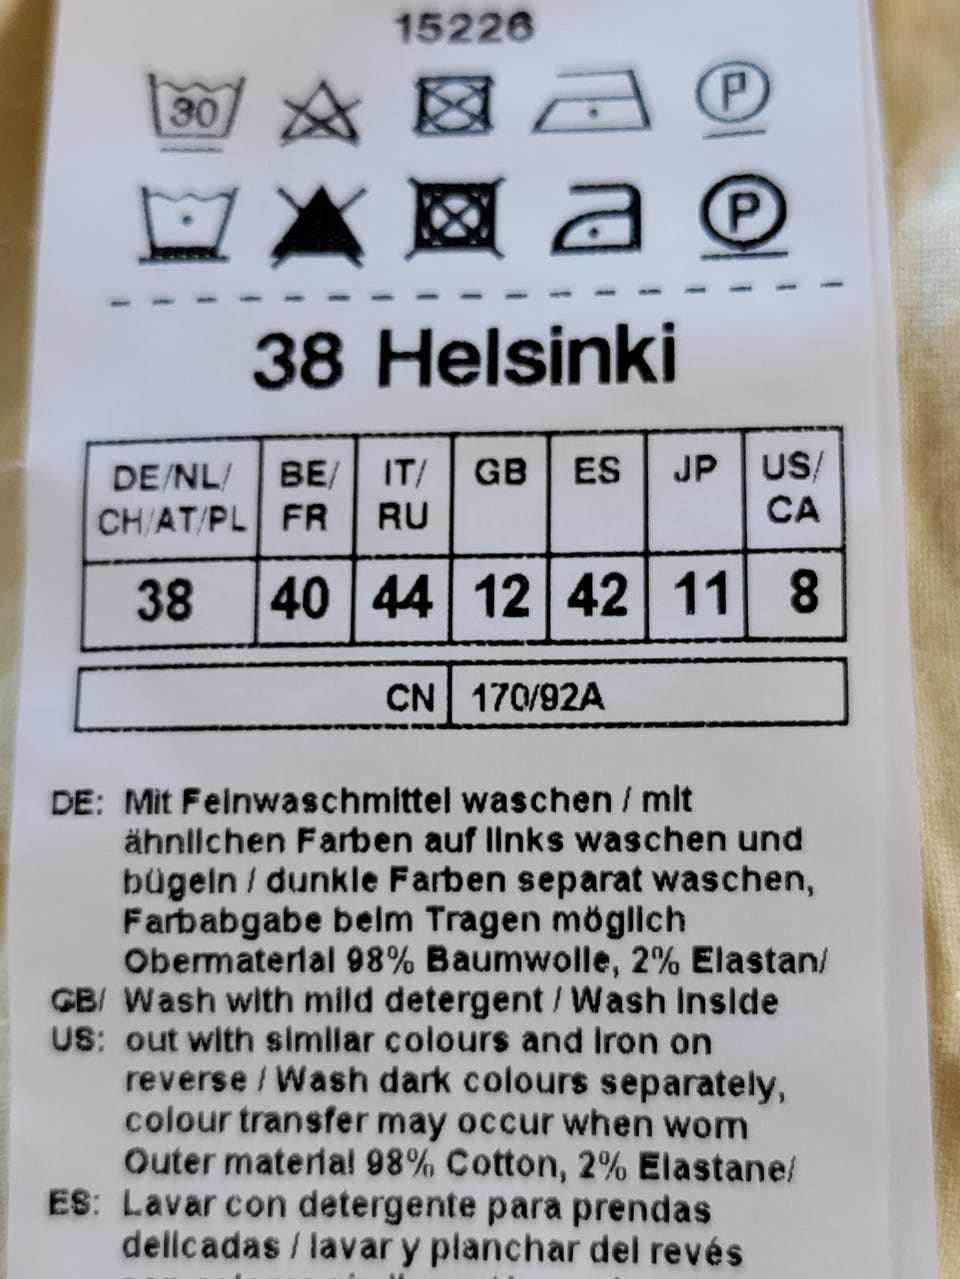 15226
30 P
P
38 Helsinki
DE/NL/ BE/ IT/ GB ES JP US/
CH/AT/PL FR RU CA
38 40 44 12 42 11 8
CN 170/92A
DE: Mit Feinwaschmittel waschen / mit
ähnlichen Farben auf links waschen und
bügeln / dunkle Farben separat waschen,
Farbabgabe beim Tragen möglich
Obermaterial 98% Baumwolle, 2% Elastan/
GB/ Wash with mild detergent / Wash inside
US: out with similar colours and iron on
reverse / Wash dark colours separately,
colour transfer may occur when worn
Outer material 98% Cotton, 2% Elastane/
ES: Lavar con detergente para prendas
delicadas / lavar y planchar del revés